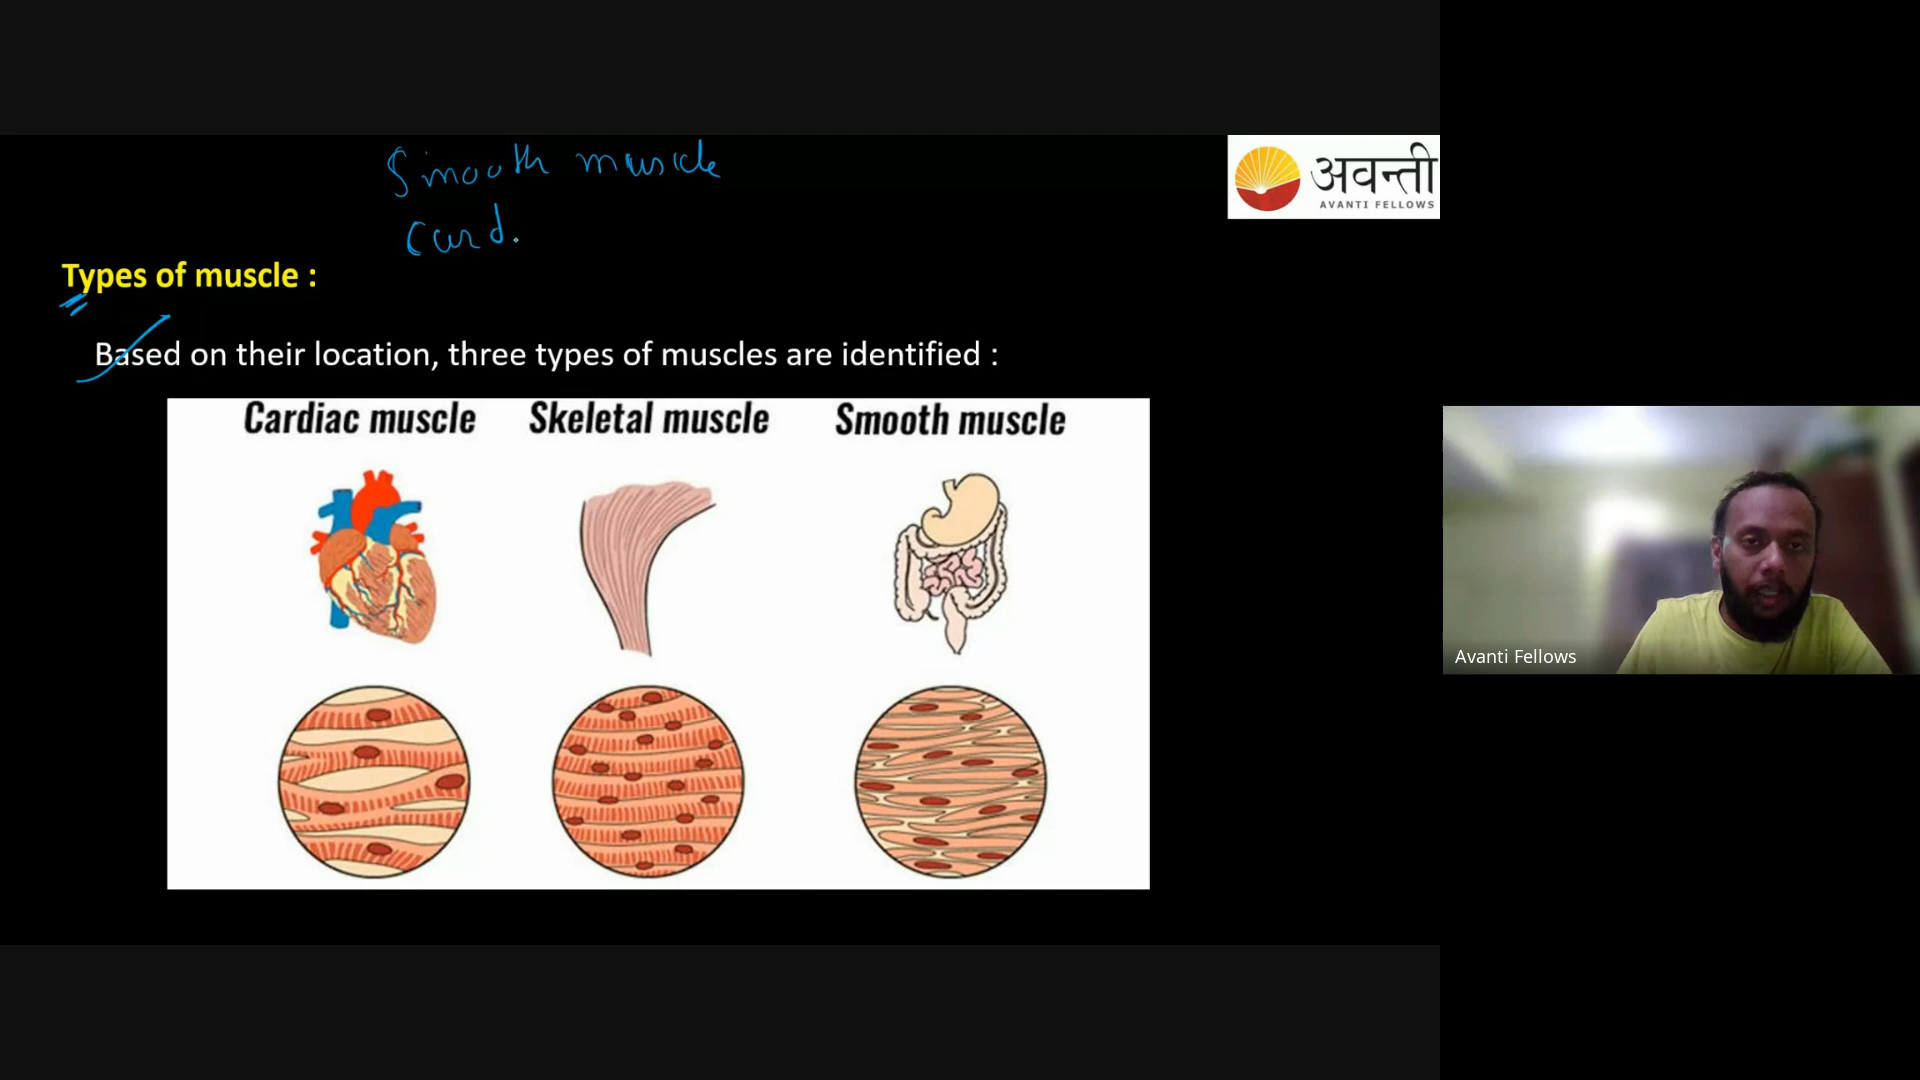 Smooth muscle
अवन्ती
AVANTI FELLOWS
Card.
Types of muscle :
Based on their location, three types of muscles are identified :
Cardiac muscle Skeletal muscle Smooth muscle
Avanti Fellows